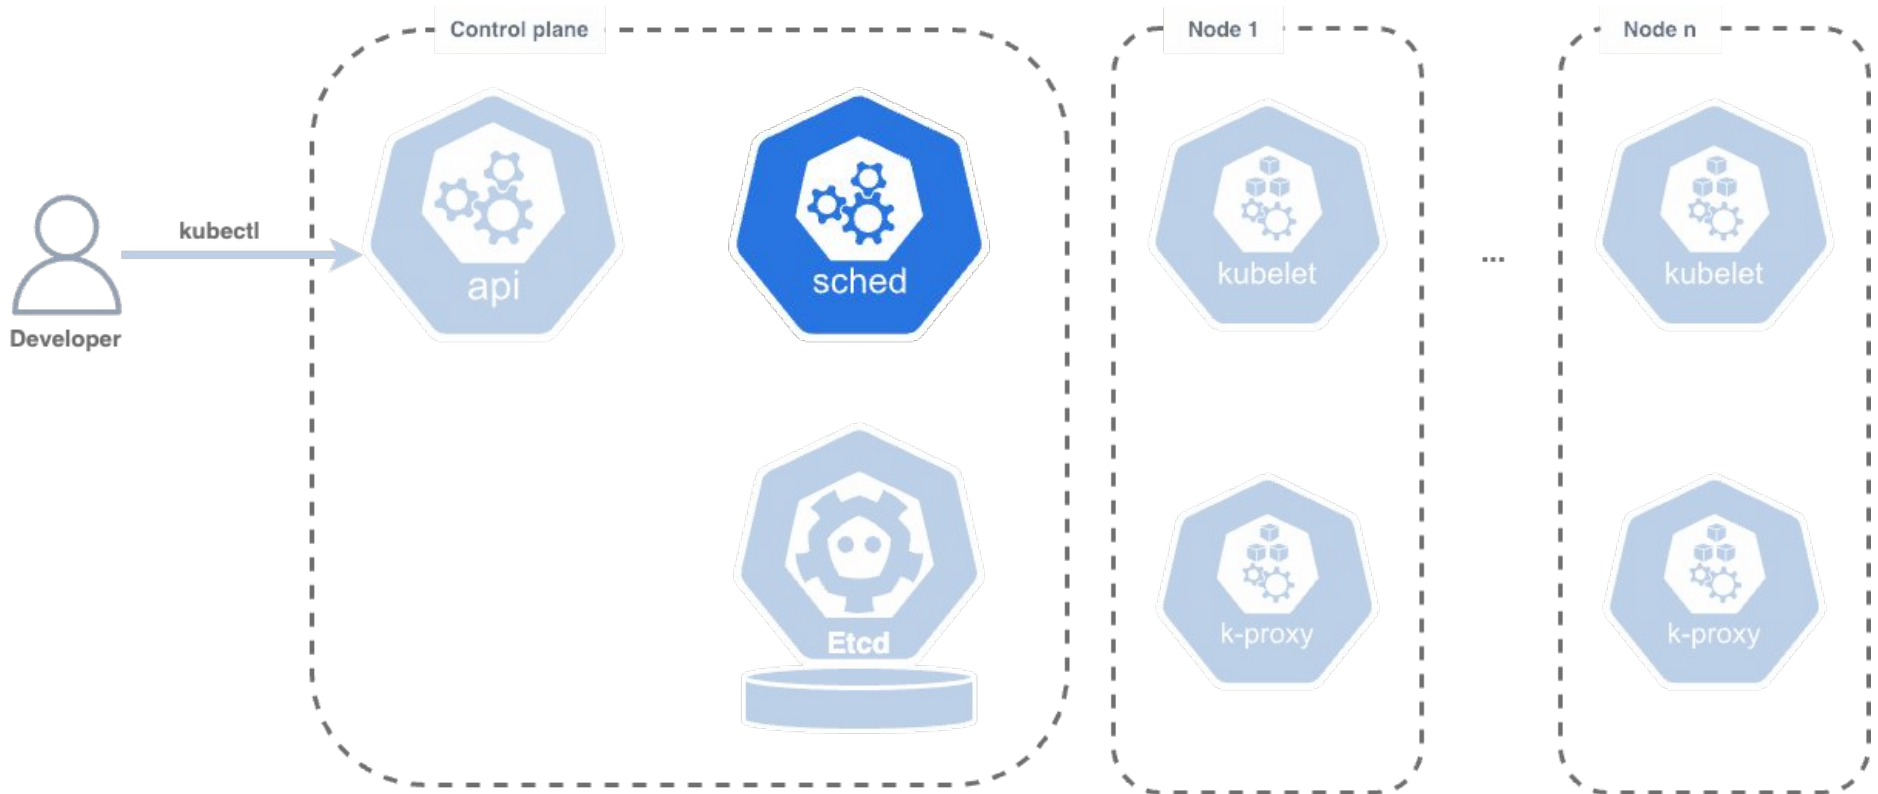 Control plane
Node 1
Node n
kubectl
api
sched
kubelet
...
kubelet
Developer
Etcd
k-proxy
k-proxy